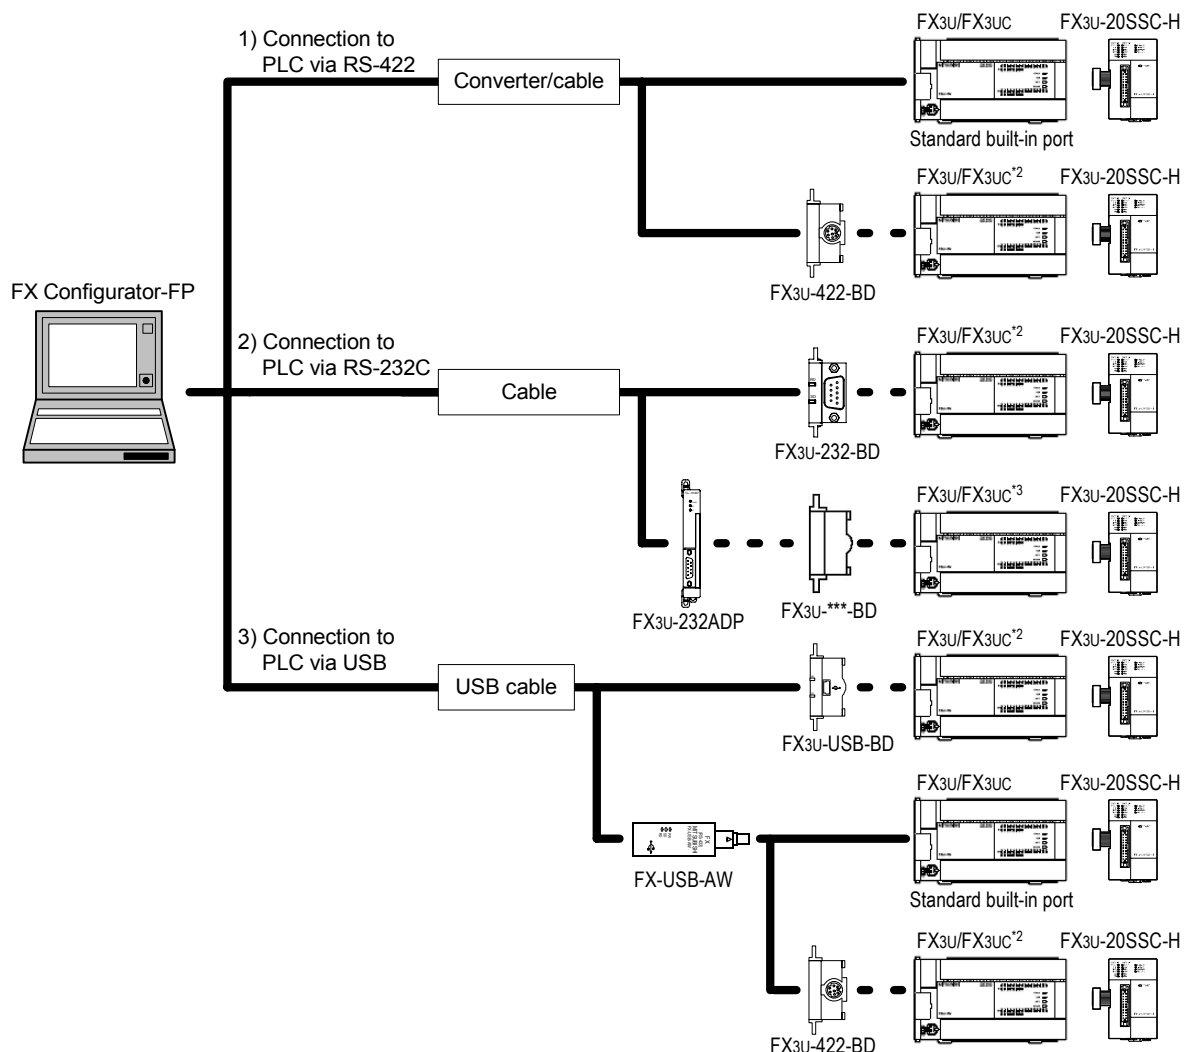 FX3U/FX3UC FX3U-20SSC-H
1) Connection to
PLC via RS-422
Converter/cable
Standard built-in port
FX3U/FX3UC*2 FX3U-20SSC-H
FX3U-422-BD
FX Configurator-FP
2) Connection to
PLC via RS-232C
Cable
FX3U/FX3UC*2 FX3U-20SSC-H
FX3U-232-BD
FX3U/FX3UC*3 FX3U-20SSC-H
FX3U-232ADP
FX3U-***-BD
3) Connection to
PLC via USB
USB cable
FX3U/FX3UC*2 FX3U-20SSC-H
FX3U-USB-BD
FX3U/FX3UC FX3U-20SSC-H
FX-USB-AW
Standard built-in port
FX3U/FX3UC*2 FX3U-20SSC-H
FX3U-422-BD